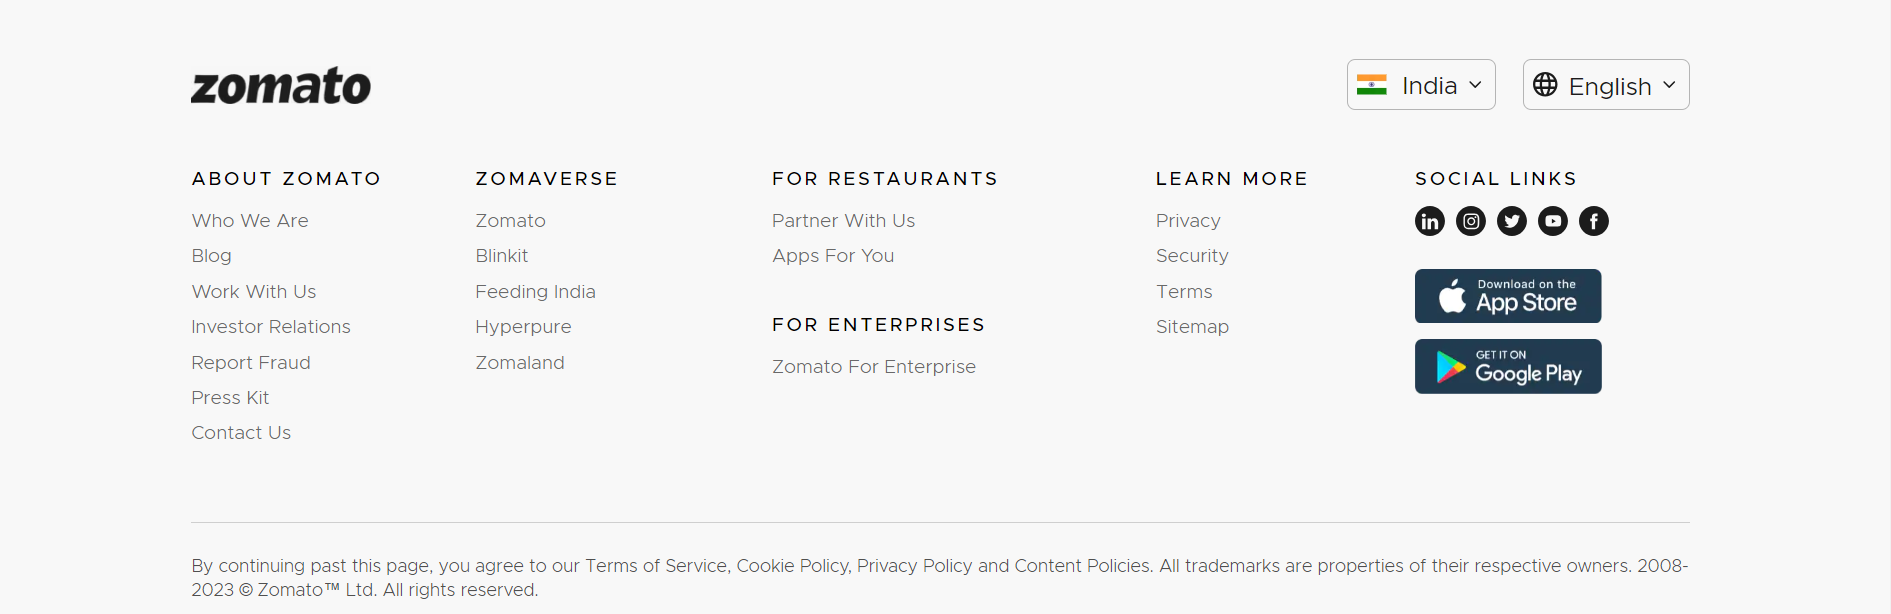 zomato
India
English
ABOUT ZOMATO
Who We Are
Blog
Work With Us
Investor Relations
Report Fraud
Press Kit
Contact Us
ZOMAVERSE
Zomato
Blinkit
Feeding India
Hyperpure
Zomaland
FOR RESTAURANTS
Partner With Us
Apps For You
FOR ENTERPRISES
Zomato For Enterprise
LEARN MORE
Privacy
Security
Terms
Sitemap
SOCIAL LINKS
in
f
Download on the
App Store
GET IT ON
Google Play
By continuing past this page, you agree to our Terms of Service, Cookie Policy, Privacy Policy and Content Policies. All trademarks are properties of their respective owners. 2008-
2023 © Zomato™ Ltd. All rights reserved.